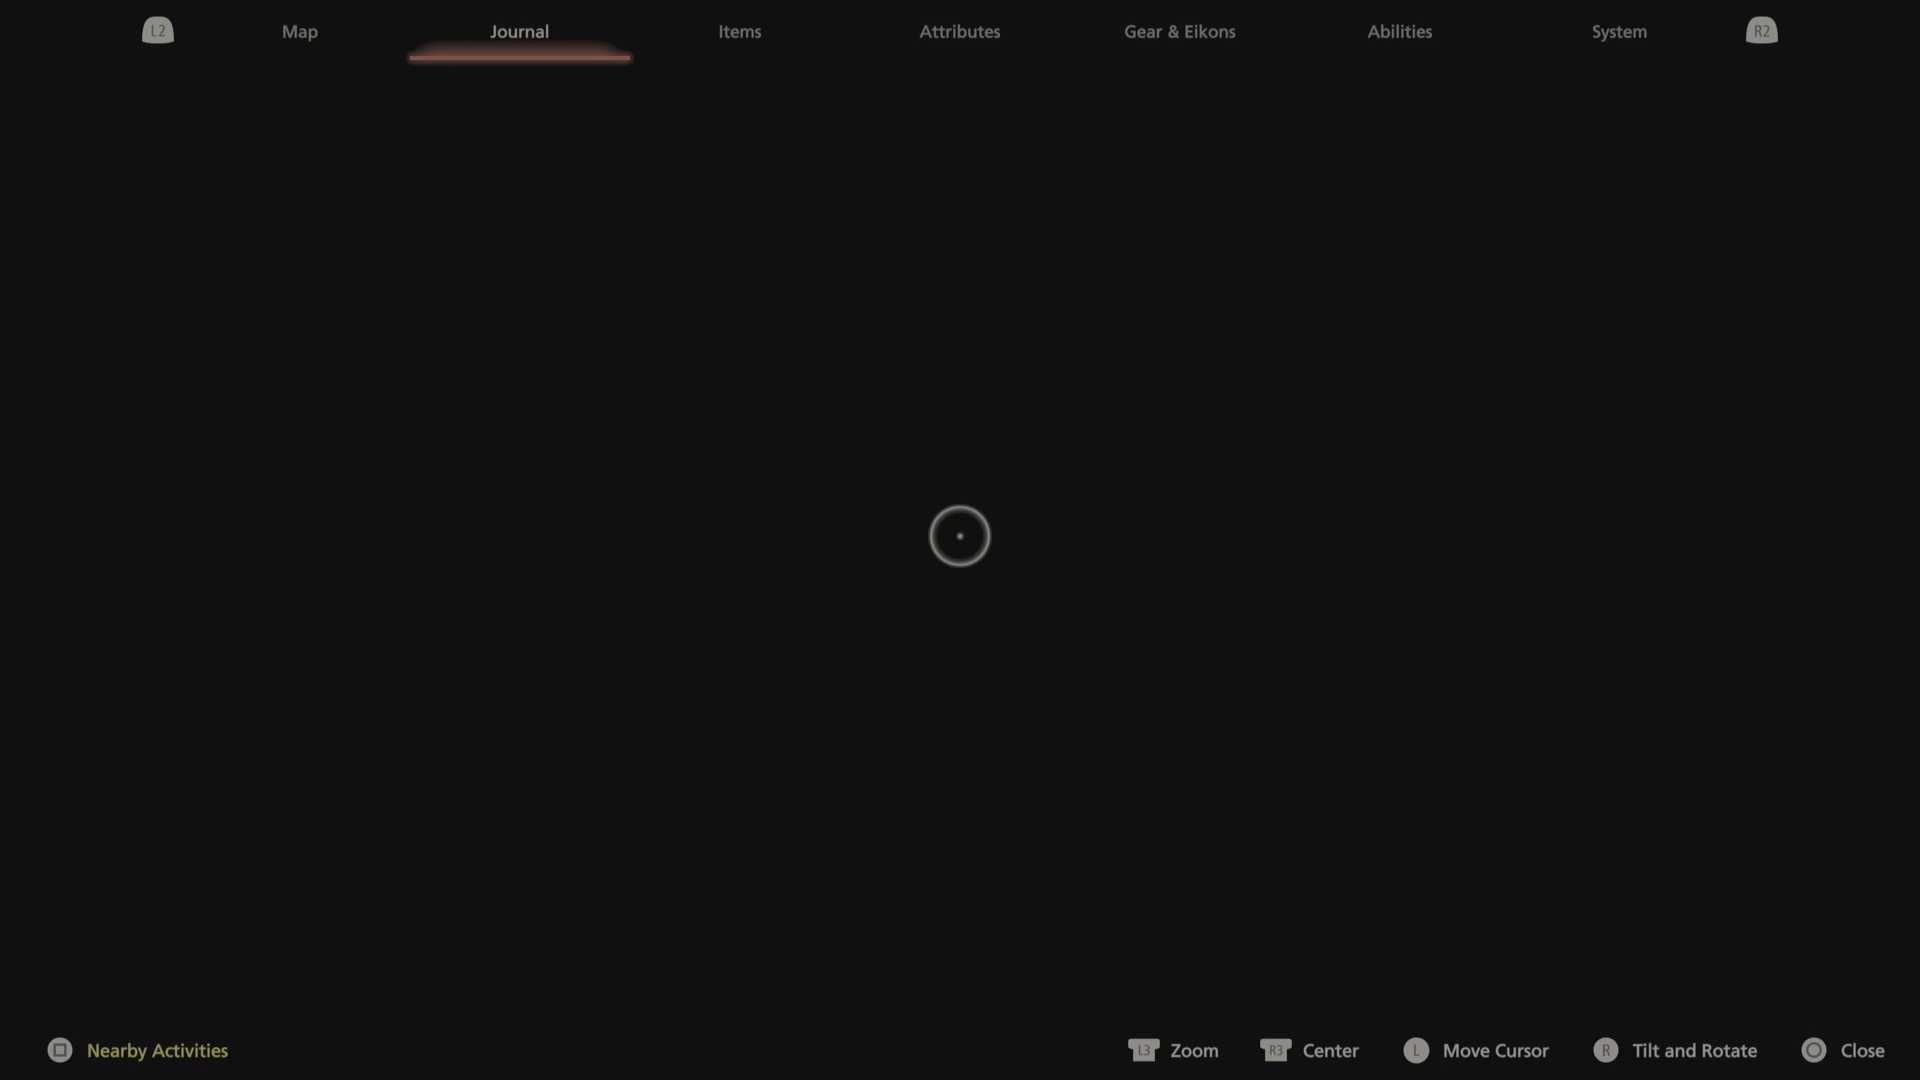 L2 Map Journal Items Attributes Gear & Eikons Abilities System R2
Nearby Activities L3 Zoom R3 Center L Move Cursor R Tilt and Rotate Close